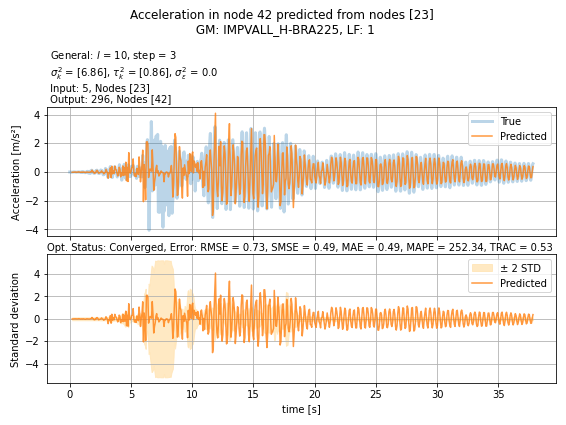 Acceleration in node 42 predicted from nodes [23]
GM: IMPVALL_H-BRA225, LF: 1
General: l = 10, step = 3
σ²ₖ = [6.86], τ²ₖ = [0.86], σ²ε = 0.0
Input: 5, Nodes [23]
Output: 296, Nodes [42]
Acceleration [m/s²]
4
2
0
−2
−4
True
Predicted
Opt. Status: Converged, Error: RMSE = 0.73, SMSE = 0.49, MAE = 0.49, MAPE = 252.34, TRAC = 0.53
Standard deviation
4
2
0
−2
−4
± 2 STD
Predicted
0 5 10 15 20 25 30 35
time [s]